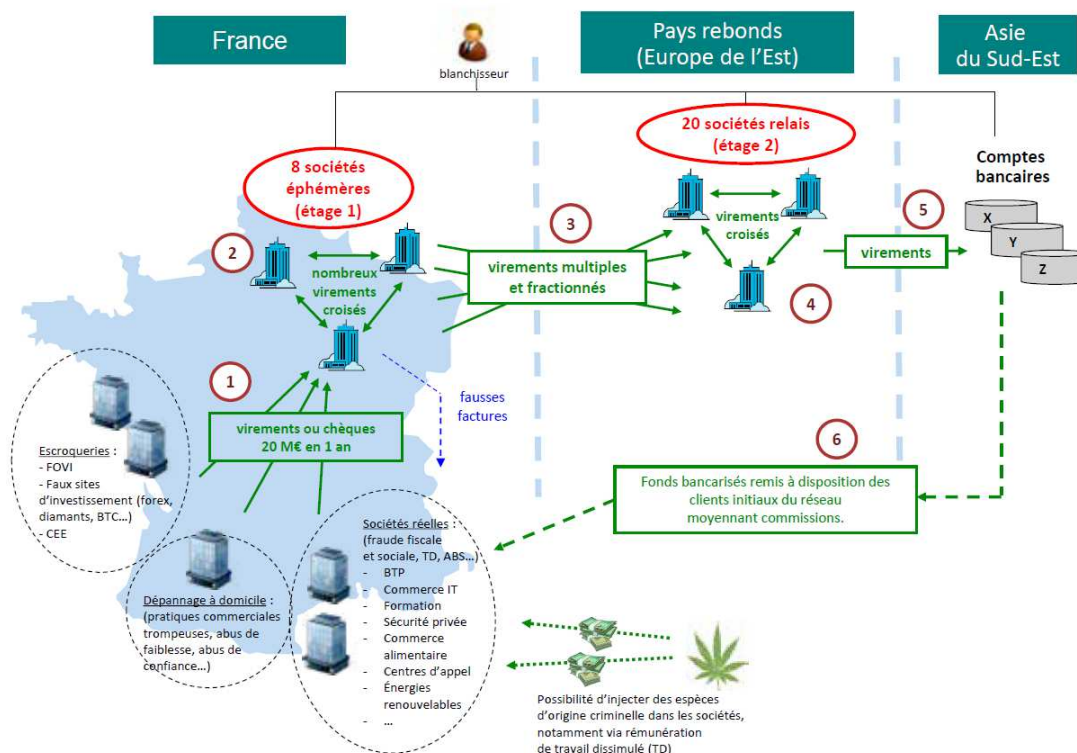 France
Pays rebonds
(Europe de l'Est)
Asie
du Sud-Est
blanchisseur
8 sociétés
éphémères
(étage 1)
20 sociétés relais
(étage 2)
Comptes
bancaires
X
Y
Z
2
nombreux
virements
croisés
3
virements multiples
et fractionnés
virements
croisés
4
5
virements
1
virements ou chèques
20 M€ en 1 an
fausses
factures
6
Fonds bancarisés remis à disposition des
clients initiaux du réseau
moyennant commissions.
Escroqueries :
- FOVI
- Faux sites
d'investissement (forex,
diamants, BTC...)
- CEE
Dépannage à domicile :
(pratiques commerciales
trompeuses, abus de
faiblesse, abus de
confiance...)
Sociétés réelles :
(fraude fiscale
et sociale, TD, ABS...)
- BTP
- Commerce IT
- Formation
- Sécurité privée
- Commerce
alimentaire
- Centres d'appel
- Énergies
renouvelables
- ...
Possibilité d'injecter des espèces
d'origine criminelle dans les sociétés,
notamment via rémunération
de travail dissimulé (TD)